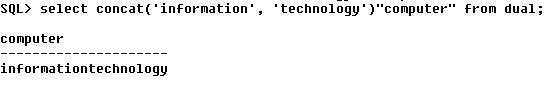 SQL> select concat('information', 'technology')"computer" from dual;
computer
---------------------
informationtechnology